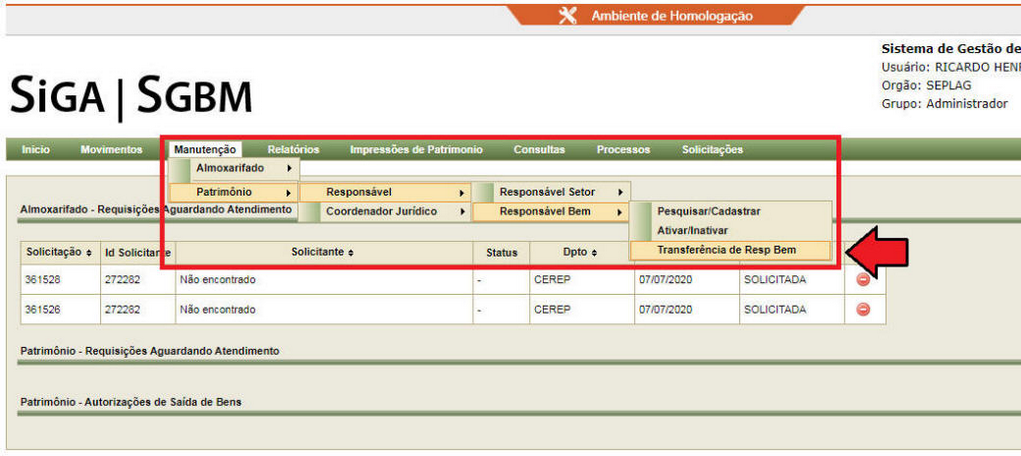 Ambiente de Homologação
Sistema de Gestão de
Usuário: RICARDO HENR
Orgão: SEPLAG
Grupo: Administrador
SiGA | SGBM
Inicio Movimentos Manutenção Relatórios Impressões de Patrimonio Consultas Processos Solicitações
Almoxarifado
Patrimônio Responsável Responsável Setor
Almoxarifado - Requisições Aguardando Atendimento Coordenador Jurídico Responsável Bem Pesquisar/Cadastrar
Ativar/Inativar
Transferência de Resp Bem
Solicitação Id Solicitante Solicitante Status Dpto
361528 272282 Não encontrado - CEREP 07/07/2020 SOLICITADA
361526 272282 Não encontrado - CEREP 07/07/2020 SOLICITADA
Patrimônio - Requisições Aguardando Atendimento
Patrimônio - Autorizações de Saída de Bens